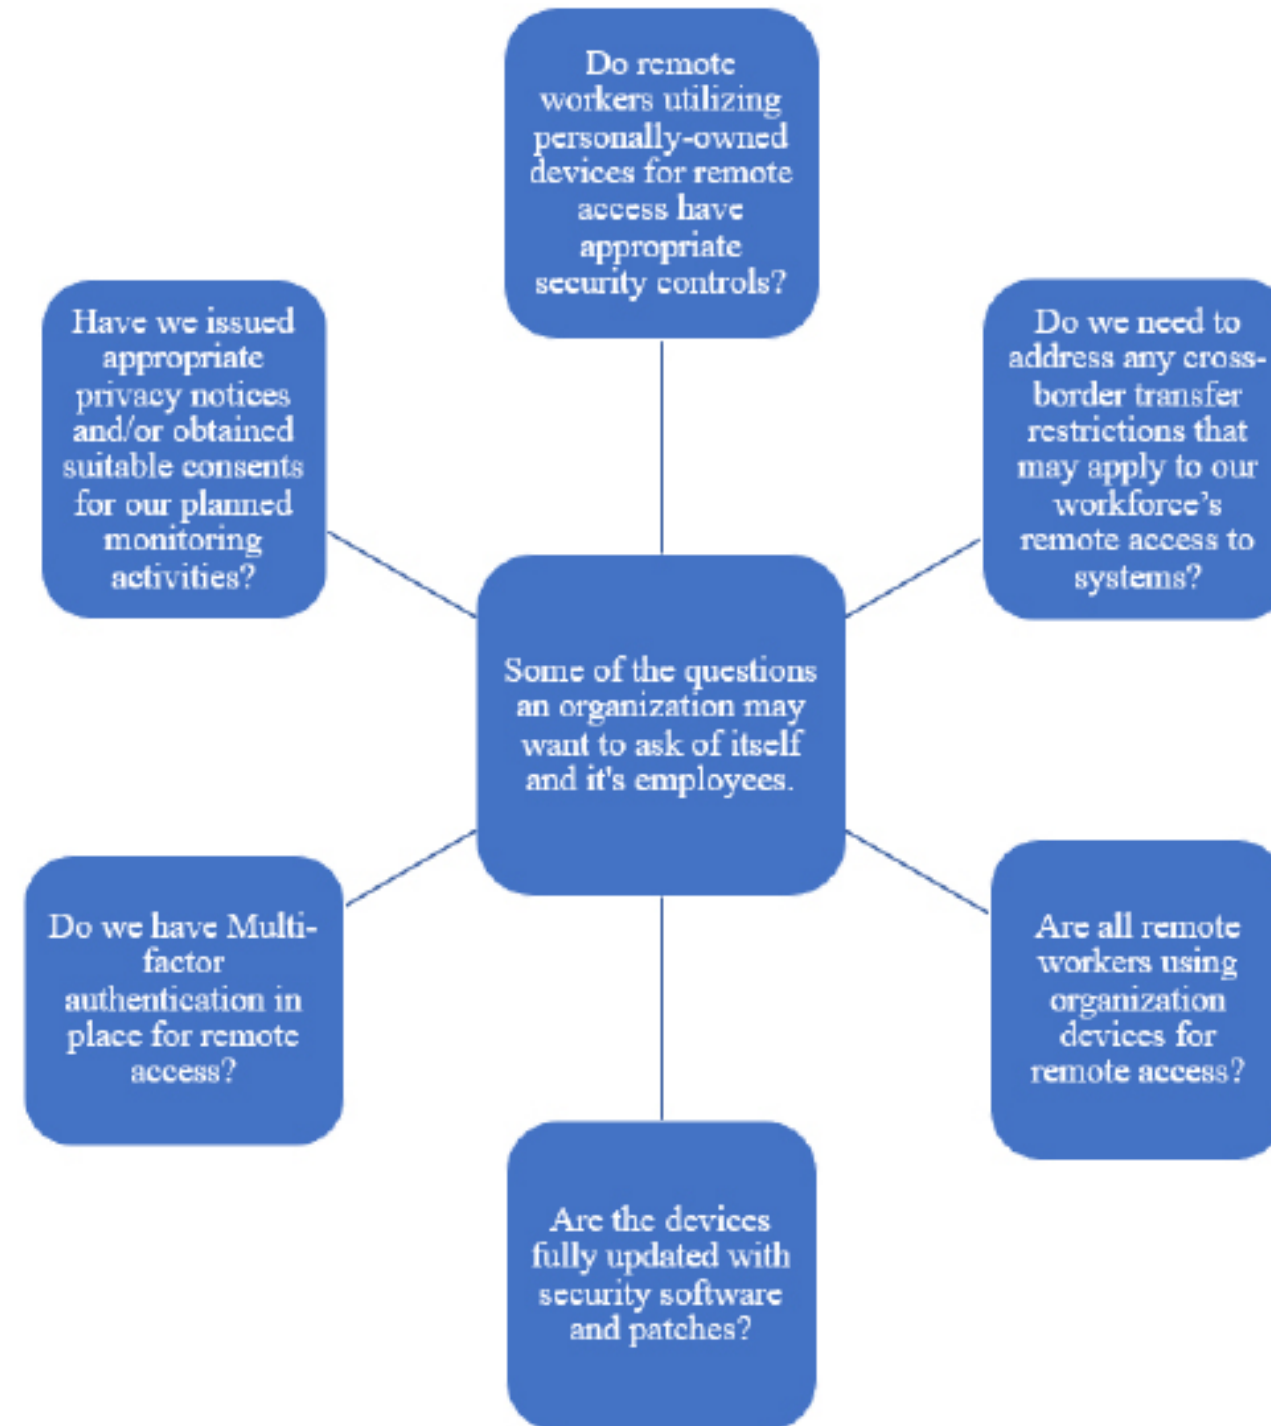 Do remote
workers utilizing
personally-owned
devices for remote
access have
appropriate
security controls?
Do we need to
address any cross-
border transfer
restrictions that
may apply to our
workforce’s
remote access to
systems?
Are all remote
workers using
organization
devices for
remote access?
Are the devices
fully updated with
security software
and patches?
Do we have Multi-
factor
authentication in
place for remote
access?
Have we issued
appropriate
privacy notices
and/or obtained
suitable consents
for our planned
monitoring
activities?
Some of the questions
an organization may
want to ask of itself
and it's employees.